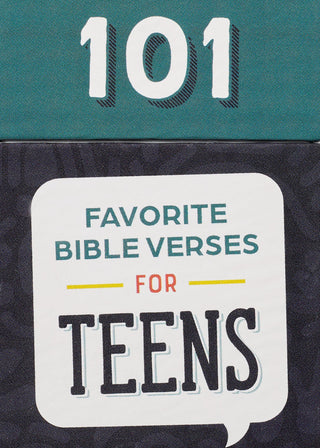 101
FAVORITE
BIBLE VERSES
FOR
TEENS